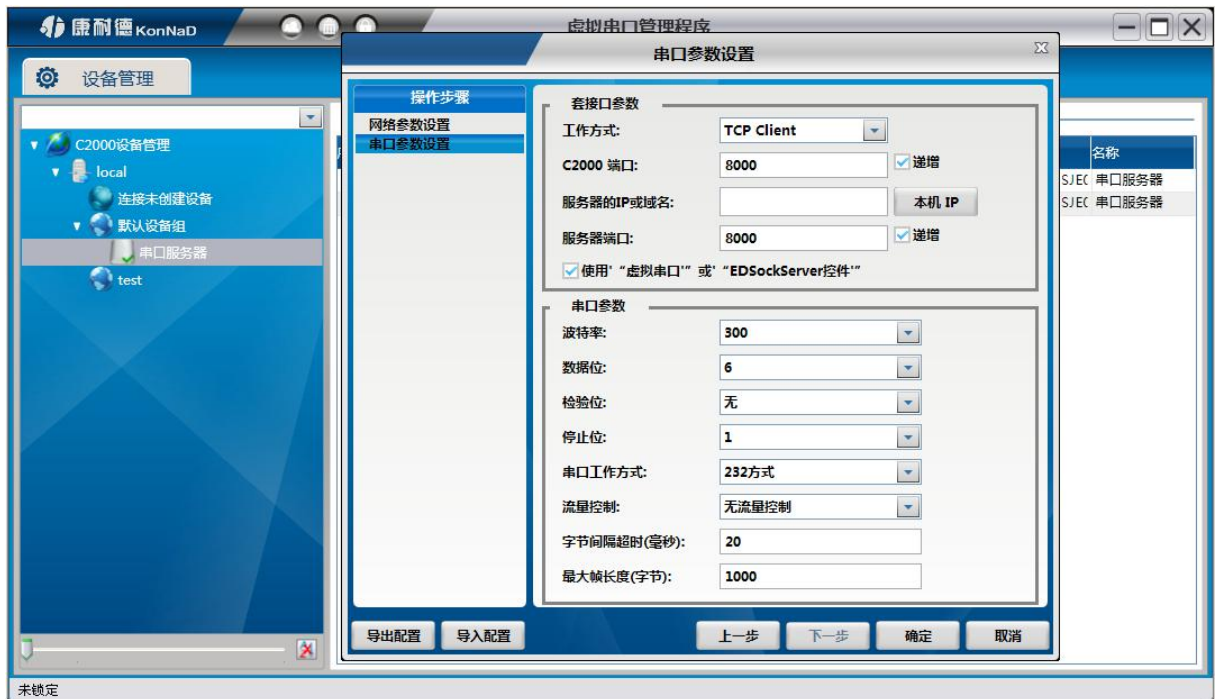 康耐德 KonNaD
虚拟串口管理程序
串口参数设置
设备管理
操作步骤
网络参数设置
串口参数设置
C2000设备管理
local
连接未创建设备
默认设备组
串口服务器
test
套接口参数
工作方式: TCP Client
C2000 端口: 8000 递增
服务器的IP或域名: 本机 IP
服务器端口: 8000 递增
使用' “虚拟串口'” 或' “EDSockServer控件'”
串口参数
波特率: 300
数据位: 6
检验位: 无
停止位: 1
串口工作方式: 232方式
流量控制: 无流量控制
字节间隔超时(毫秒): 20
最大帧长度(字节): 1000
名称
串口服务器
串口服务器
导出配置 导入配置 上一步 下一步 确定 取消
未锁定